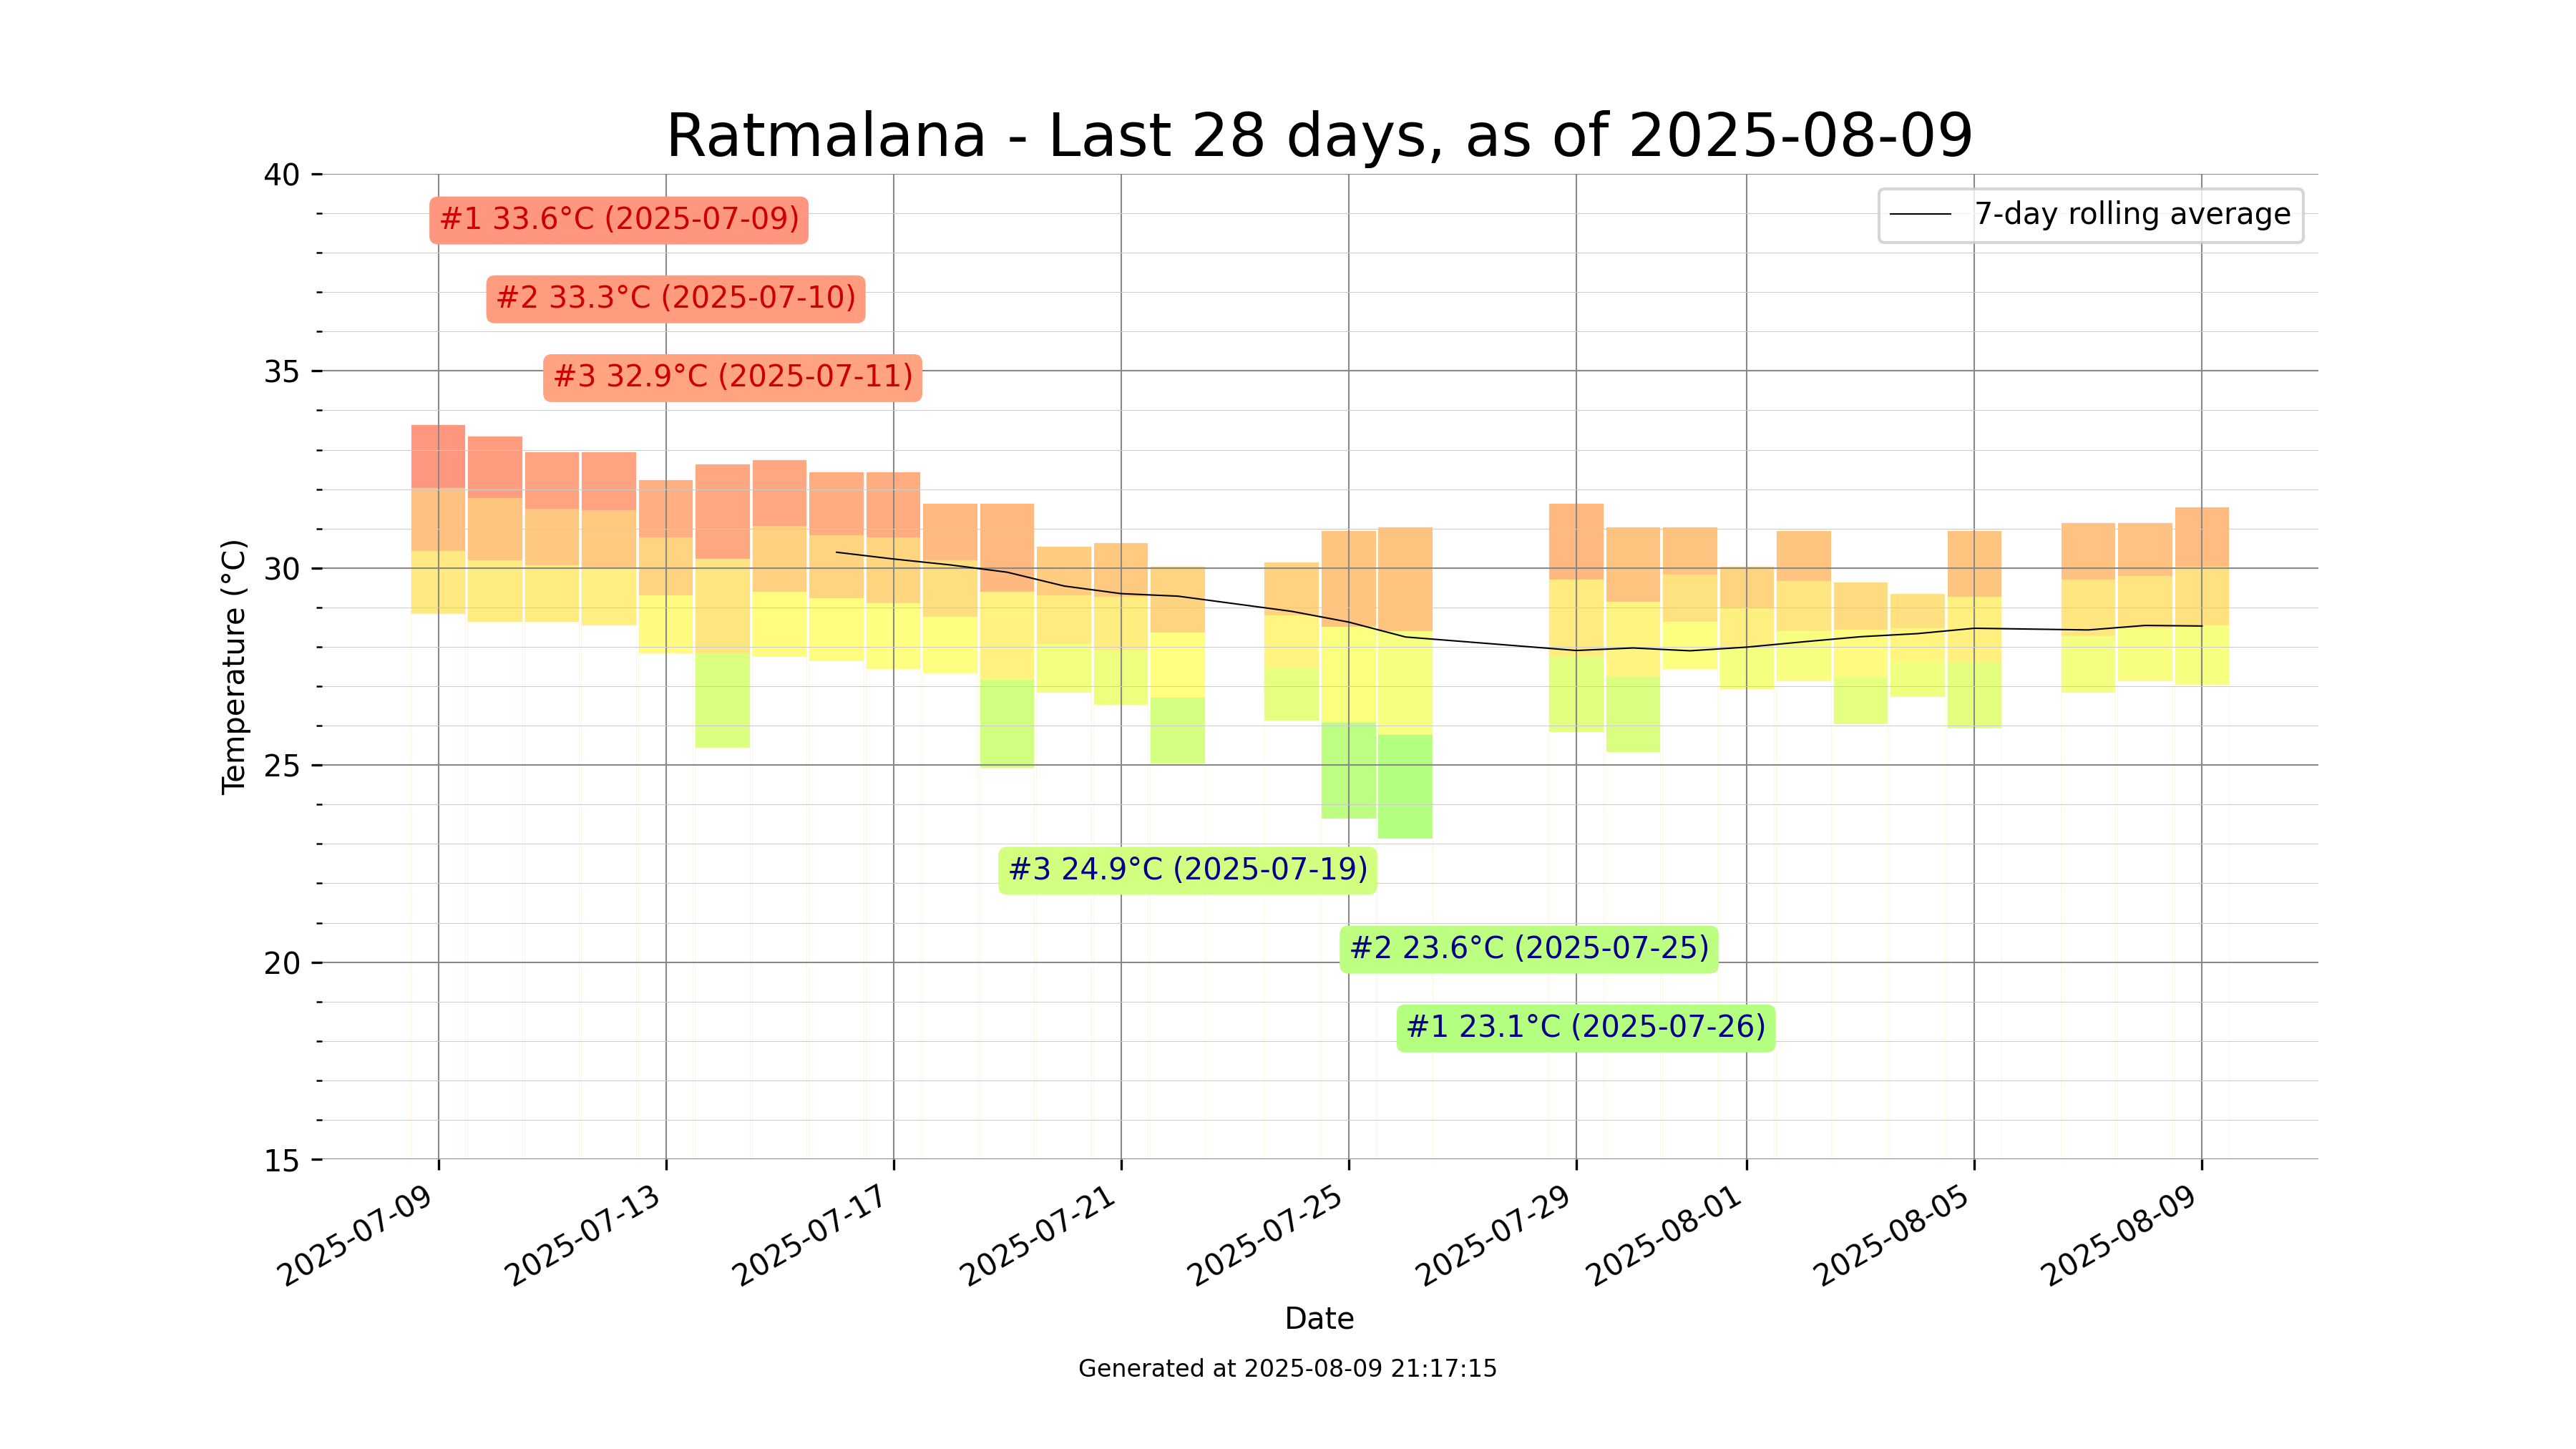 Ratmalana - Last 28 days, as of 2025-08-09
40
35
30
25
20
15
Temperature (°C)
7-day rolling average
#1 33.6°C (2025-07-09)
#2 33.3°C (2025-07-10)
#3 32.9°C (2025-07-11)
#3 24.9°C (2025-07-19)
#2 23.6°C (2025-07-25)
#1 23.1°C (2025-07-26)
2025-07-09
2025-07-13
2025-07-17
2025-07-21
2025-07-25
2025-07-29
2025-08-01
2025-08-05
2025-08-09
Date
Generated at 2025-08-09 21:17:15